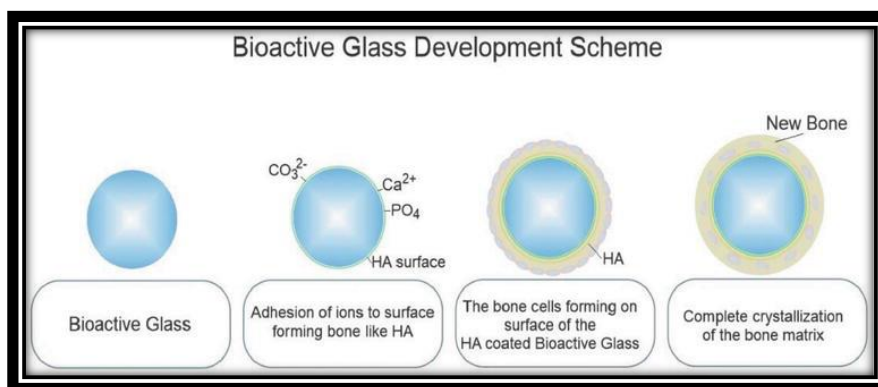 Bioactive Glass Development Scheme
CO₃²⁻
Ca²⁺
PO₄
HA surface
HA
New Bone
Bioactive Glass
Adhesion of ions to surface
forming bone like HA
The bone cells forming on
surface of the
HA coated Bioactive Glass
Complete crystallization
of the bone matrix